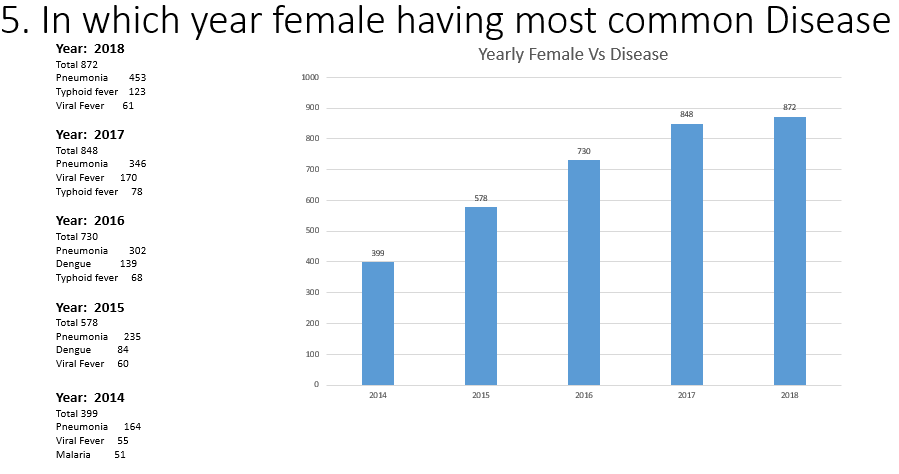 5. In which year female having most common Disease
Year: 2018
Total 872
Pneumonia 453
Typhoid fever 123
Viral Fever 61
Year: 2017
Total 848
Pneumonia 346
Viral Fever 170
Typhoid fever 78
Year: 2016
Total 730
Pneumonia 302
Dengue 139
Typhoid fever 68
Year: 2015
Total 578
Pneumonia 235
Dengue 84
Viral Fever 60
Year: 2014
Total 399
Pneumonia 164
Viral Fever 55
Malaria 51
Yearly Female Vs Disease
1000
900
800
700
600
500
400
300
200
100
0
399
578
730
848
872
2014 2015 2016 2017 2018